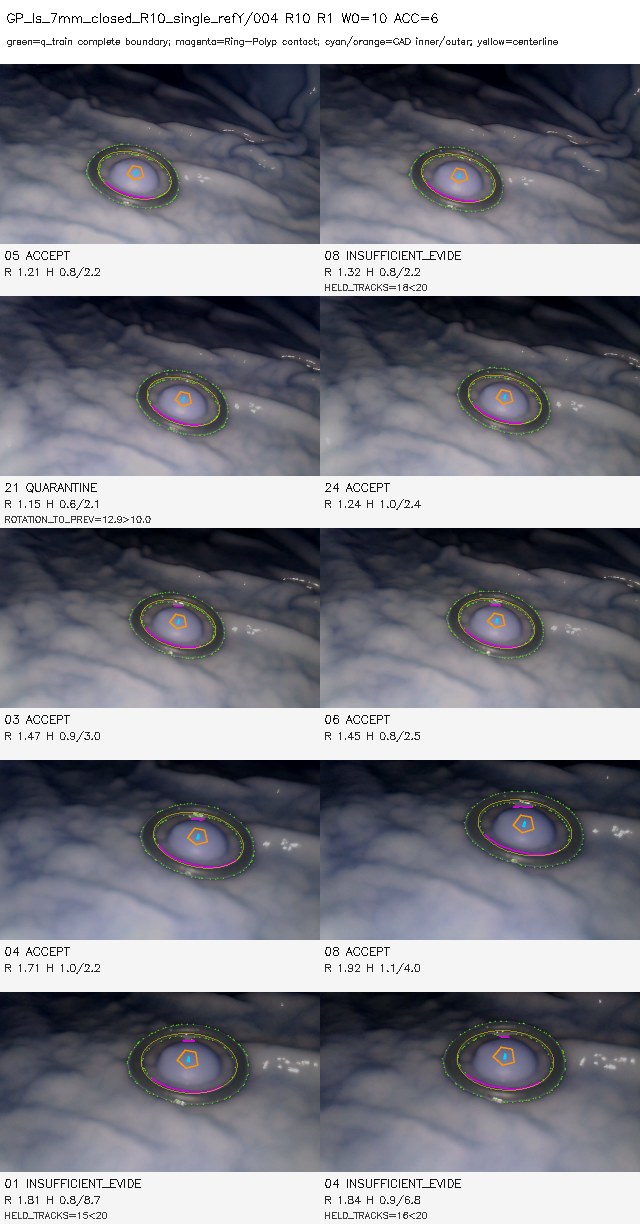 GP_Is_7mm_closed_R10_single_refY/004 R10 R1 W0=10 ACC=6
green=q_train complete boundary; magenta=Ring-Polyp contact; cyan/orange=CAD inner/outer; yellow=centerline
05 ACCEPT
R 1.21 H 0.8/2.2
08 INSUFFICIENT_EVIDE
R 1.32 H 0.8/2.2
HELD_TRACKS=18<20
21 QUARANTINE
R 1.15 H 0.6/2.1
ROTATION_TO_PREV=12.9>10.0
24 ACCEPT
R 1.24 H 1.0/2.4
03 ACCEPT
R 1.47 H 0.9/3.0
06 ACCEPT
R 1.45 H 0.8/2.5
04 ACCEPT
R 1.71 H 1.0/2.2
08 ACCEPT
R 1.92 H 1.1/4.0
01 INSUFFICIENT_EVIDE
R 1.81 H 0.8/8.7
HELD_TRACKS=15<20
04 INSUFFICIENT_EVIDE
R 1.84 H 0.9/6.8
HELD_TRACKS=16<20